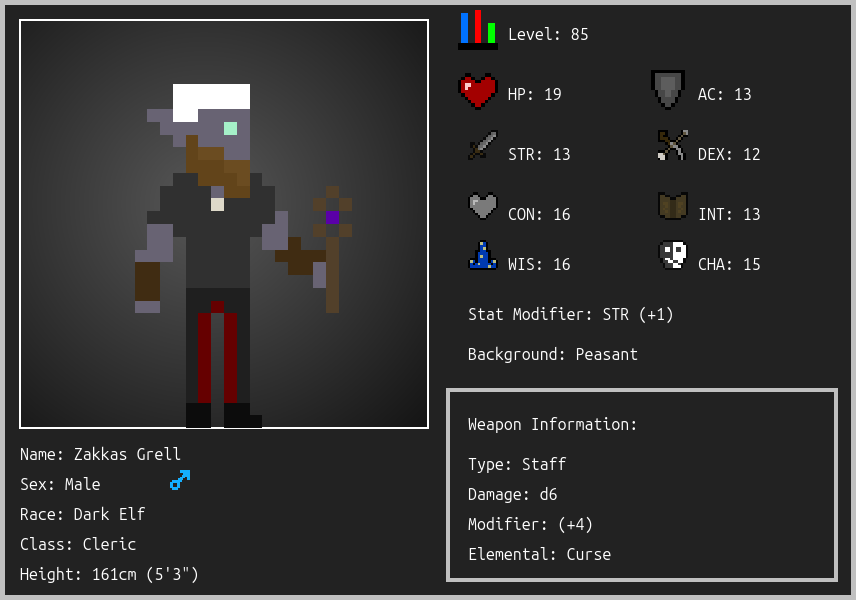 Level: 85
HP: 19
AC: 13
STR: 13
DEX: 12
CON: 16
INT: 13
WIS: 16
CHA: 15
Stat Modifier: STR (+1)
Background: Peasant
Weapon Information:
Type: Staff
Damage: d6
Modifier: (+4)
Elemental: Curse
Name: Zakkas Grell
Sex: Male
Race: Dark Elf
Class: Cleric
Height: 161cm (5'3")